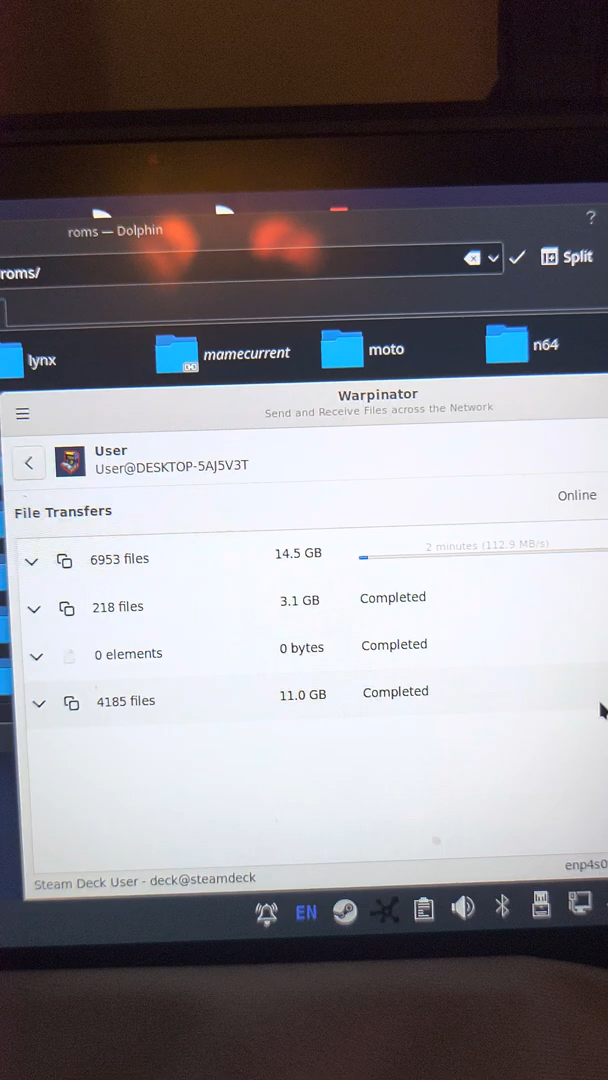 roms — Dolphin
?
roms/
Split
lynx
mamecurrent
moto
n64
Warpinator
Send and Receive Files across the Network
User
User@DESKTOP-5AJ5V3T
Online
File Transfers
6953 files 14.5 GB 2 minutes (112.9 MB/s)
218 files 3.1 GB Completed
0 elements 0 bytes Completed
4185 files 11.0 GB Completed
Steam Deck User - deck@steamdeck
enp4s0
EN